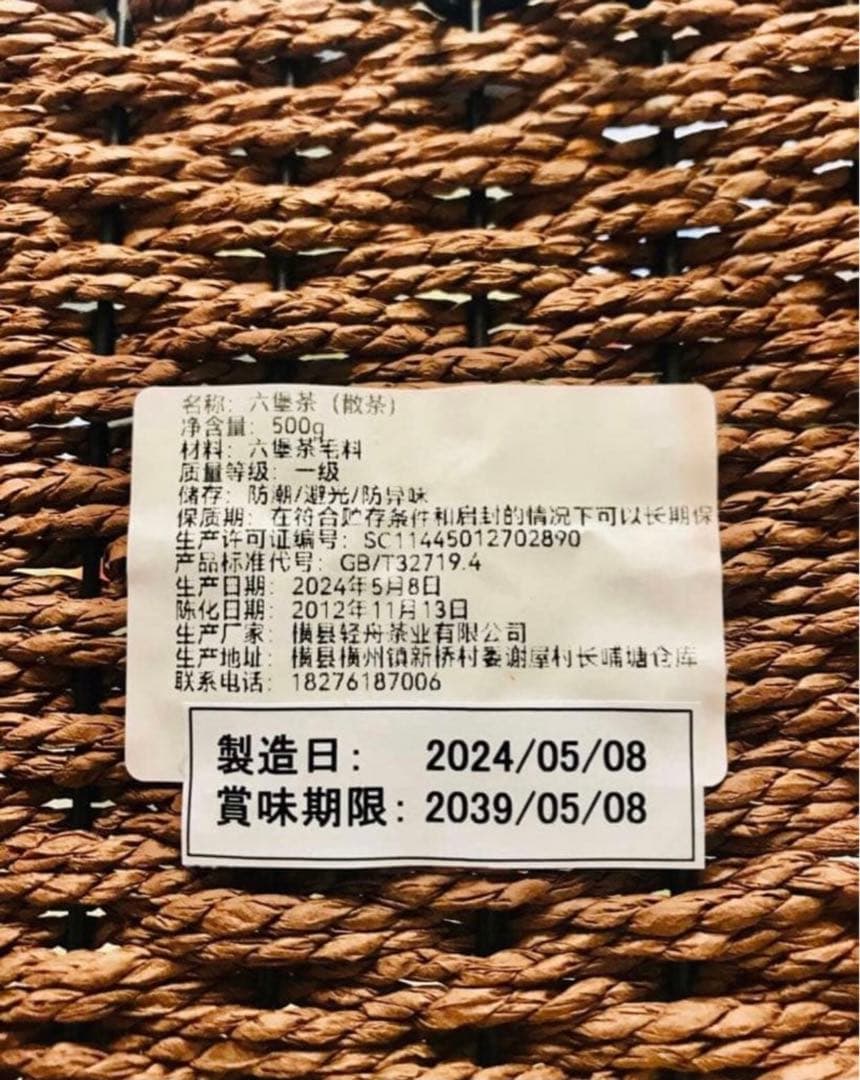 名称：六堡茶（散茶）
净含量：500g
材料：六堡茶毛料
质量等级：一级
储存：防潮/避光/防异味
保质期：在符合贮存条件和启封的情况下可以长期保
生产许可证编号：SC11445012702890
产品标准代号：GB/T32719.4
生产日期：2024年5月8日
陈化日期：2012年11月13日
生产厂家：横县轻舟茶业有限公司
生产地址：横县横州镇新桥村委谢屋村长哺塘仓库
联系电话：18276187006
製造日: 2024/05/08
賞味期限: 2039/05/08